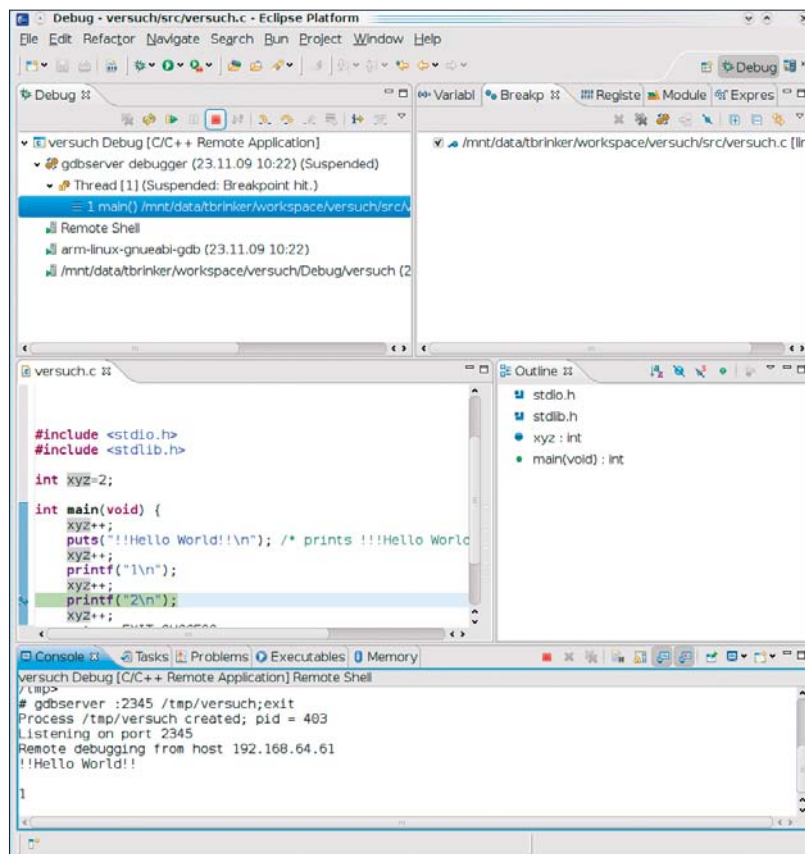 Debug - versuch/src/versuch.c - Eclipse Platform
File Edit Refactor Navigate Search Run Project Window Help
Debug
Debug
Variabl Breakp Registe Module Expres
versuch Debug [C/C++ Remote Application]
gdbserver debugger (23.11.09 10:22) (Suspended)
Thread [1] (Suspended: Breakpoint hit.)
1 main() /mnt/data/tbrinker/workspace/versuch/src/v
Remote Shell
arm-linux-gnueabi-gdb (23.11.09 10:22)
/mnt/data/tbrinker/workspace/versuch/Debug/versuch (2
/mnt/data/tbrinker/workspace/versuch/src/versuch.c [lin
versuch.c
#include <stdio.h>
#include <stdlib.h>
int xyz=2;
int main(void) {
xyz++;
puts("!!Hello World!!\n"); /* prints !!!Hello World
xyz++;
printf("1\n");
xyz++;
printf("2\n");
xyz++;
Outline
stdio.h
stdlib.h
xyz : int
main(void) : int
Console Tasks Problems Executables Memory
versuch Debug [C/C++ Remote Application] Remote Shell
/tmp>
# gdbserver :2345 /tmp/versuch;exit
Process /tmp/versuch created; pid = 403
Listening on port 2345
Remote debugging from host 192.168.64.61
!!Hello World!!
1